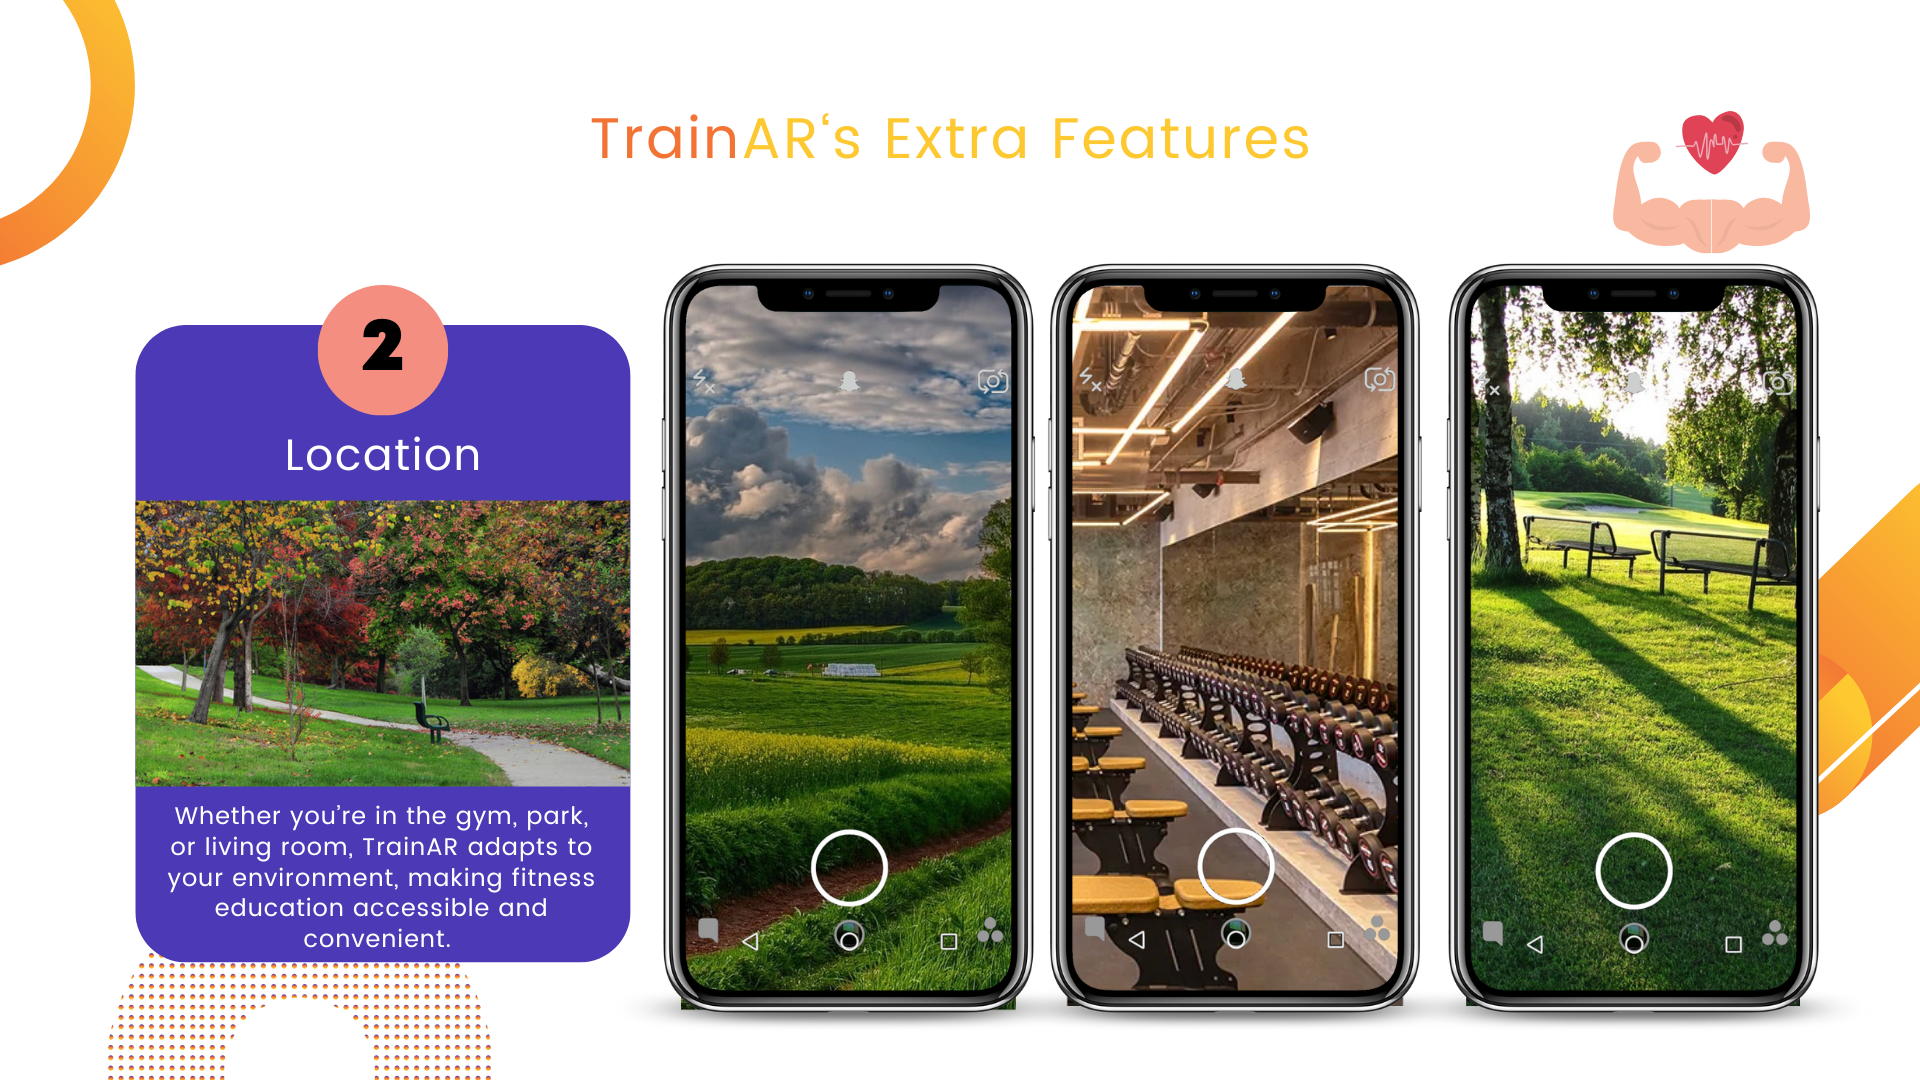 TrainAR‘s Extra Features
2
Location
Whether you’re in the gym, park,
or living room, TrainAR adapts to
your environment, making fitness
education accessible and
convenient.